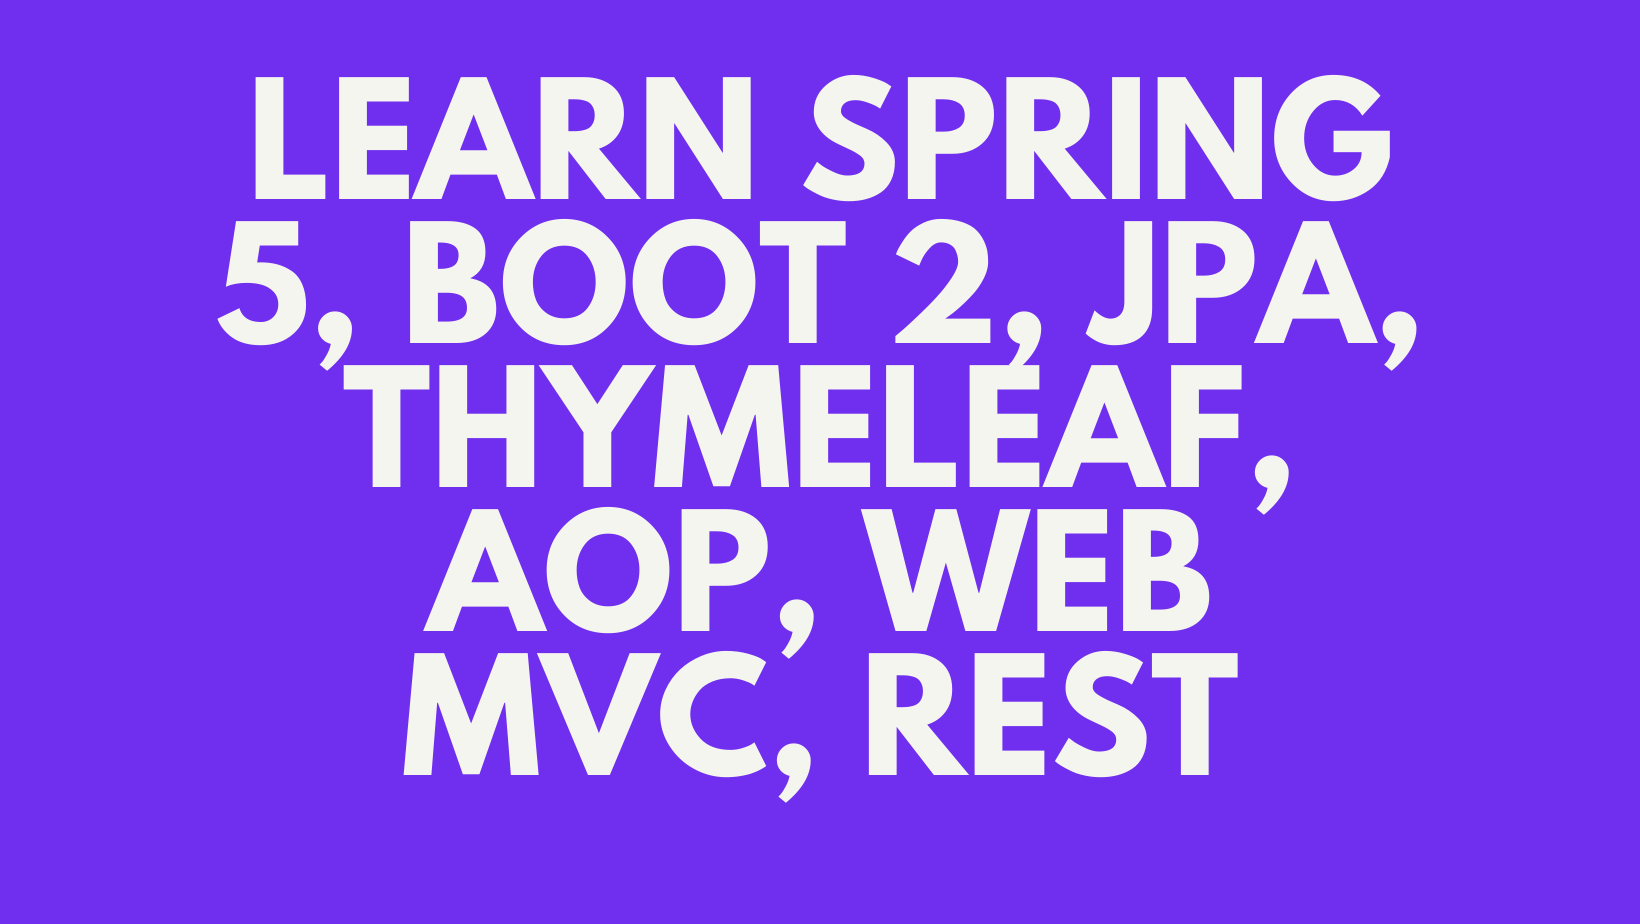 LEARN SPRING
5, BOOT 2, JPA,
THYMELEAF,
AOP, WEB
MVC, REST